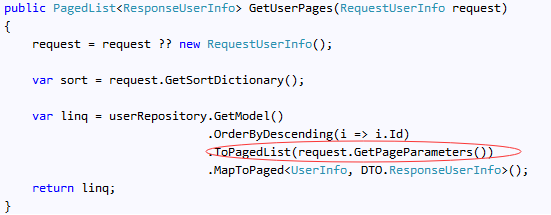 public PagedList<ResponseUserInfo> GetUserPages(RequestUserInfo request)
{
    request = request ?? new RequestUserInfo();
    var sort = request.GetSortDictionary();
    var linq = userRepository.GetModel()
                             .OrderByDescending(i => i.Id)
                             .ToPagedList(request.GetPageParameters())
                             .MapToPaged<UserInfo, DTO.ResponseUserInfo>();
    return linq;
}